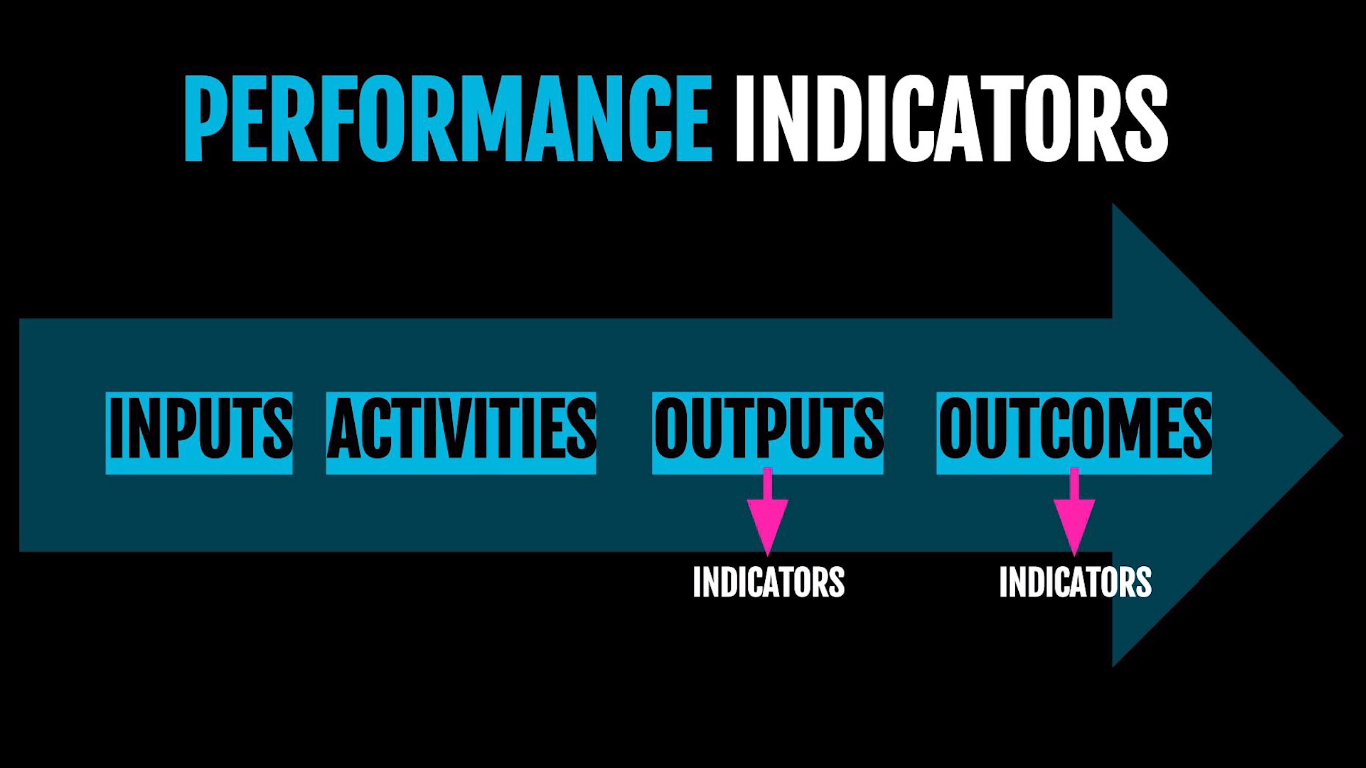 PERFORMANCE INDICATORS
INPUTS ACTIVITIES OUTPUTS OUTCOMES
INDICATORS INDICATORS